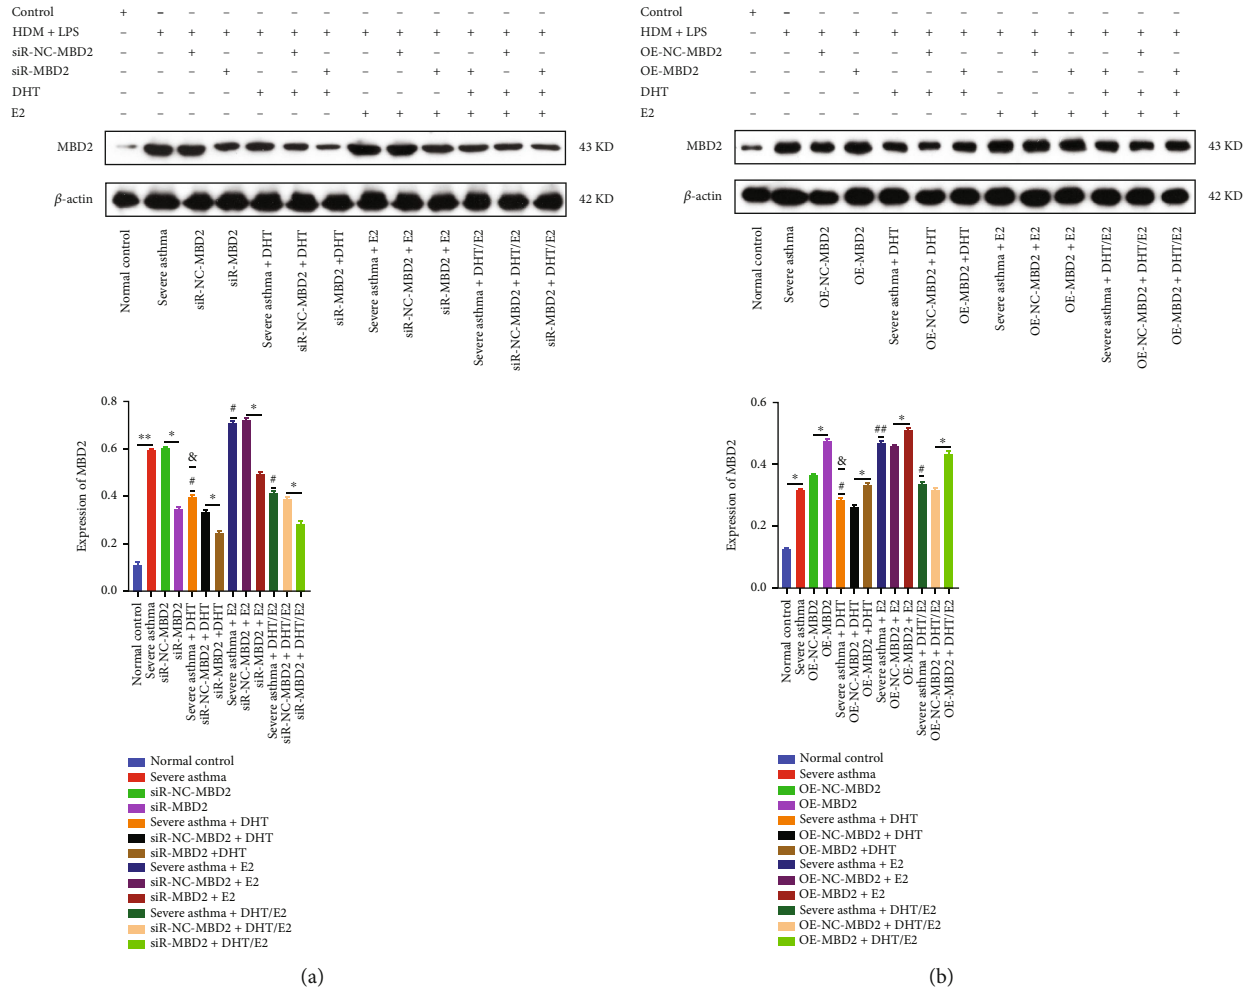 Control + − − − − − − − − − − − −
HDM + LPS − + + + + + + + + + + + +
siR-NC-MBD2 − − + − − + − − + − − + −
siR-MBD2 − − − + − − + − − + + − +
DHT − − − − + + + − − − + + +
E2 − − − − − − − + + + + + +
MBD2 43 KD
β-actin 42 KD
Normal control
Severe asthma
siR-NC-MBD2
siR-MBD2
Severe asthma + DHT
siR-NC-MBD2 + DHT
siR-MBD2 +DHT
Severe asthma + E2
siR-NC-MBD2 + E2
siR-MBD2 + E2
Severe asthma + DHT/E2
siR-NC-MBD2 + DHT/E2
siR-MBD2 + DHT/E2
Expression of MBD2
0.8
0.6
0.4
0.2
0.0
** * & # * # * # *
Normal control
Severe asthma
siR-NC-MBD2
siR-MBD2
Severe asthma + DHT
siR-NC-MBD2 + DHT
siR-MBD2 +DHT
Severe asthma + E2
siR-NC-MBD2 + E2
siR-MBD2 + E2
Severe asthma + DHT/E2
siR-NC-MBD2 + DHT/E2
siR-MBD2 + DHT/E2
Normal control
Severe asthma
siR-NC-MBD2
siR-MBD2
Severe asthma + DHT
siR-NC-MBD2 + DHT
siR-MBD2 +DHT
Severe asthma + E2
siR-NC-MBD2 + E2
siR-MBD2 + E2
Severe asthma + DHT/E2
siR-NC-MBD2 + DHT/E2
siR-MBD2 + DHT/E2
(a)
Control + − − − − − − − − − − − −
HDM + LPS − + + + + + + + + + + + +
OE-NC-MBD2 − − + − − + − − + − − + −
OE-MBD2 − − − + − − + − − + + − +
DHT − − − − + + + − − − + + +
E2 − − − − − − − + + + + + +
MBD2 43 KD
β-actin 42 KD
Normal control
Severe asthma
OE-NC-MBD2
OE-MBD2
Severe asthma + DHT
OE-NC-MBD2 + DHT
OE-MBD2 +DHT
Severe asthma + E2
OE-NC-MBD2 + E2
OE-MBD2 + E2
Severe asthma + DHT/E2
OE-NC-MBD2 + DHT/E2
OE-MBD2 + DHT/E2
Expression of MBD2
0.6
0.4
0.2
0.0
* * & # * ## * # *
Normal control
Severe asthma
OE-NC-MBD2
OE-MBD2
Severe asthma + DHT
OE-NC-MBD2 + DHT
OE-MBD2 +DHT
Severe asthma + E2
OE-NC-MBD2 + E2
OE-MBD2 + E2
Severe asthma + DHT/E2
OE-NC-MBD2 + DHT/E2
OE-MBD2 + DHT/E2
Normal control
Severe asthma
OE-NC-MBD2
OE-MBD2
Severe asthma + DHT
OE-NC-MBD2 + DHT
OE-MBD2 +DHT
Severe asthma + E2
OE-NC-MBD2 + E2
OE-MBD2 + E2
Severe asthma + DHT/E2
OE-NC-MBD2 + DHT/E2
OE-MBD2 + DHT/E2
(b)